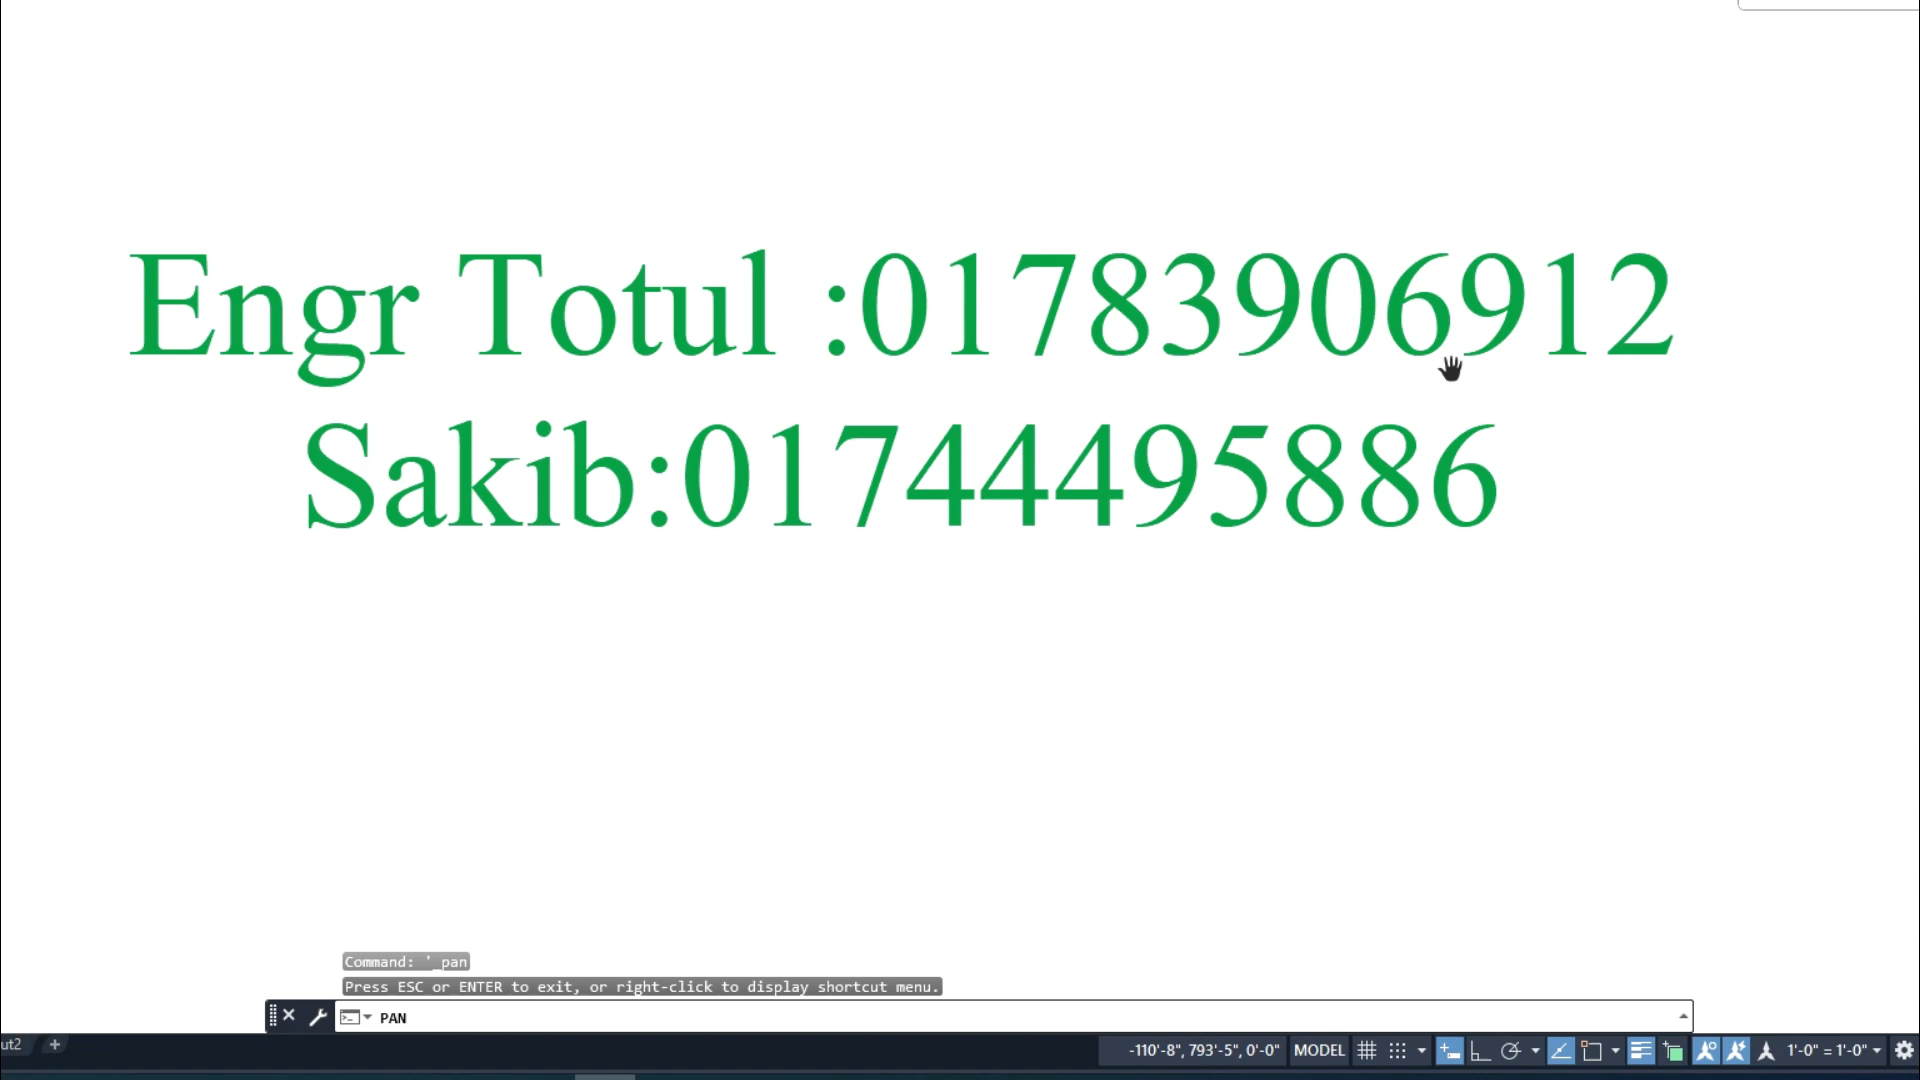 Engr Totul :01783906912
Sakib:01744495886
Command: '_pan
Press ESC or ENTER to exit, or right-click to display shortcut menu.
PAN
ut2 +
-110'-8", 793'-5", 0'-0" MODEL 1'-0" = 1'-0"